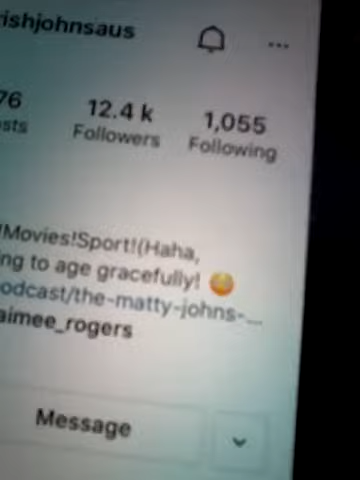 ishjohnsaus
...
76 12.4 k 1,055
sts Followers Following
!Movies!Sport!(Haha,
ng to age gracefully! 😀
odcast/the-matty-johns-...
aimee_rogers
Message